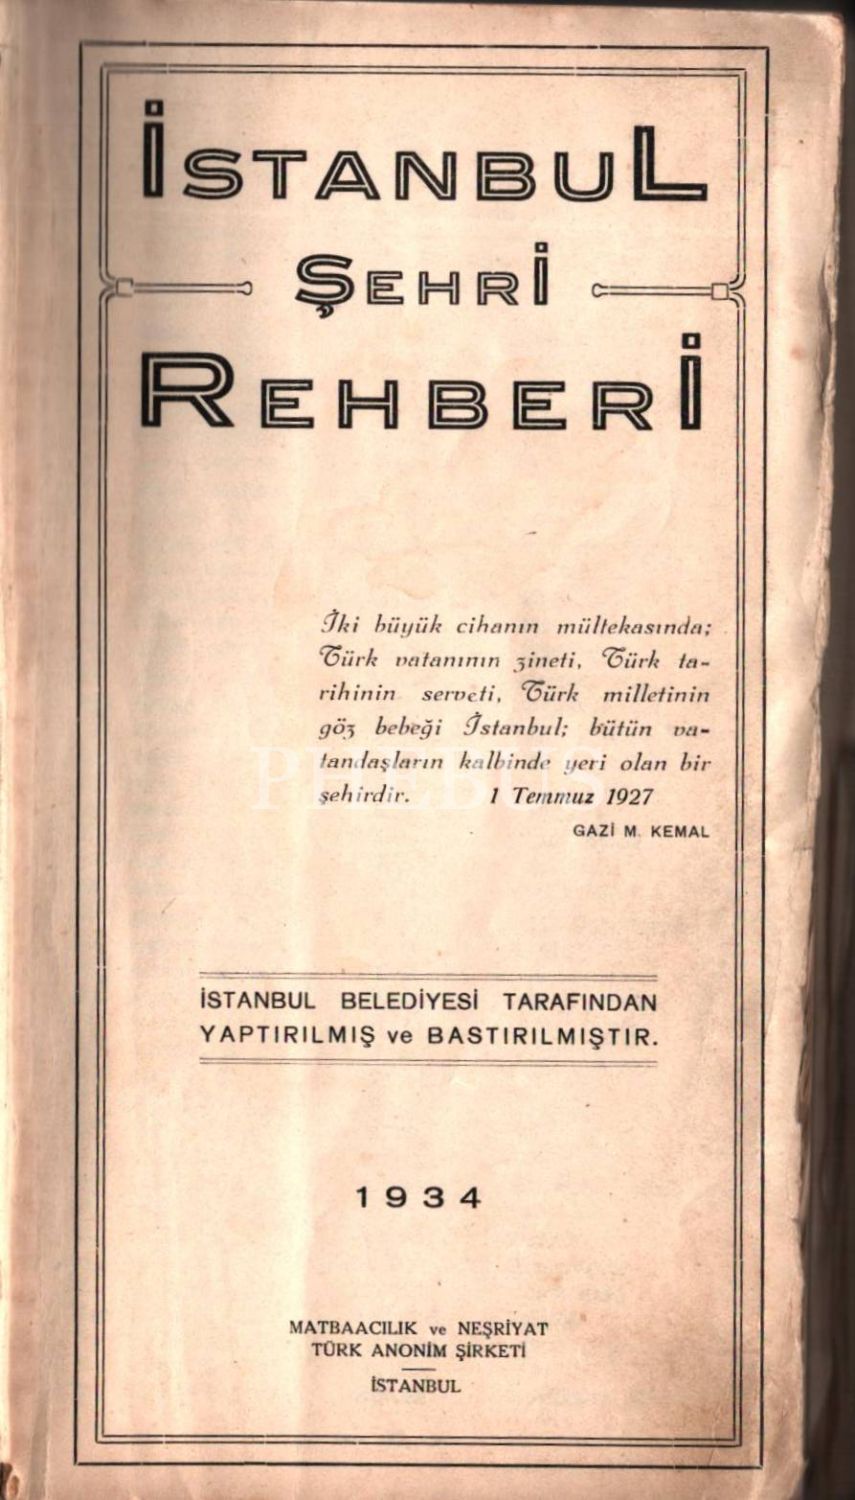 İSTANBUL
ŞEHRİ
REHBERİ
İki büyük cihanın mültekasında;
Türk vatanının zineti, Türk ta-
rihinin serveti, Türk milletinin
göz bebeği İstanbul; bütün va-
tandaşların kalbinde yeri olan bir
şehirdir. 1 Temmuz 1927
GAZİ M. KEMAL
İSTANBUL BELEDİYESİ TARAFINDAN
YAPTIRILMIŞ ve BASTIRILMIŞTIR.
1934
MATBAACILIK ve NEŞRİYAT
TÜRK ANONİM ŞİRKETİ
İSTANBUL